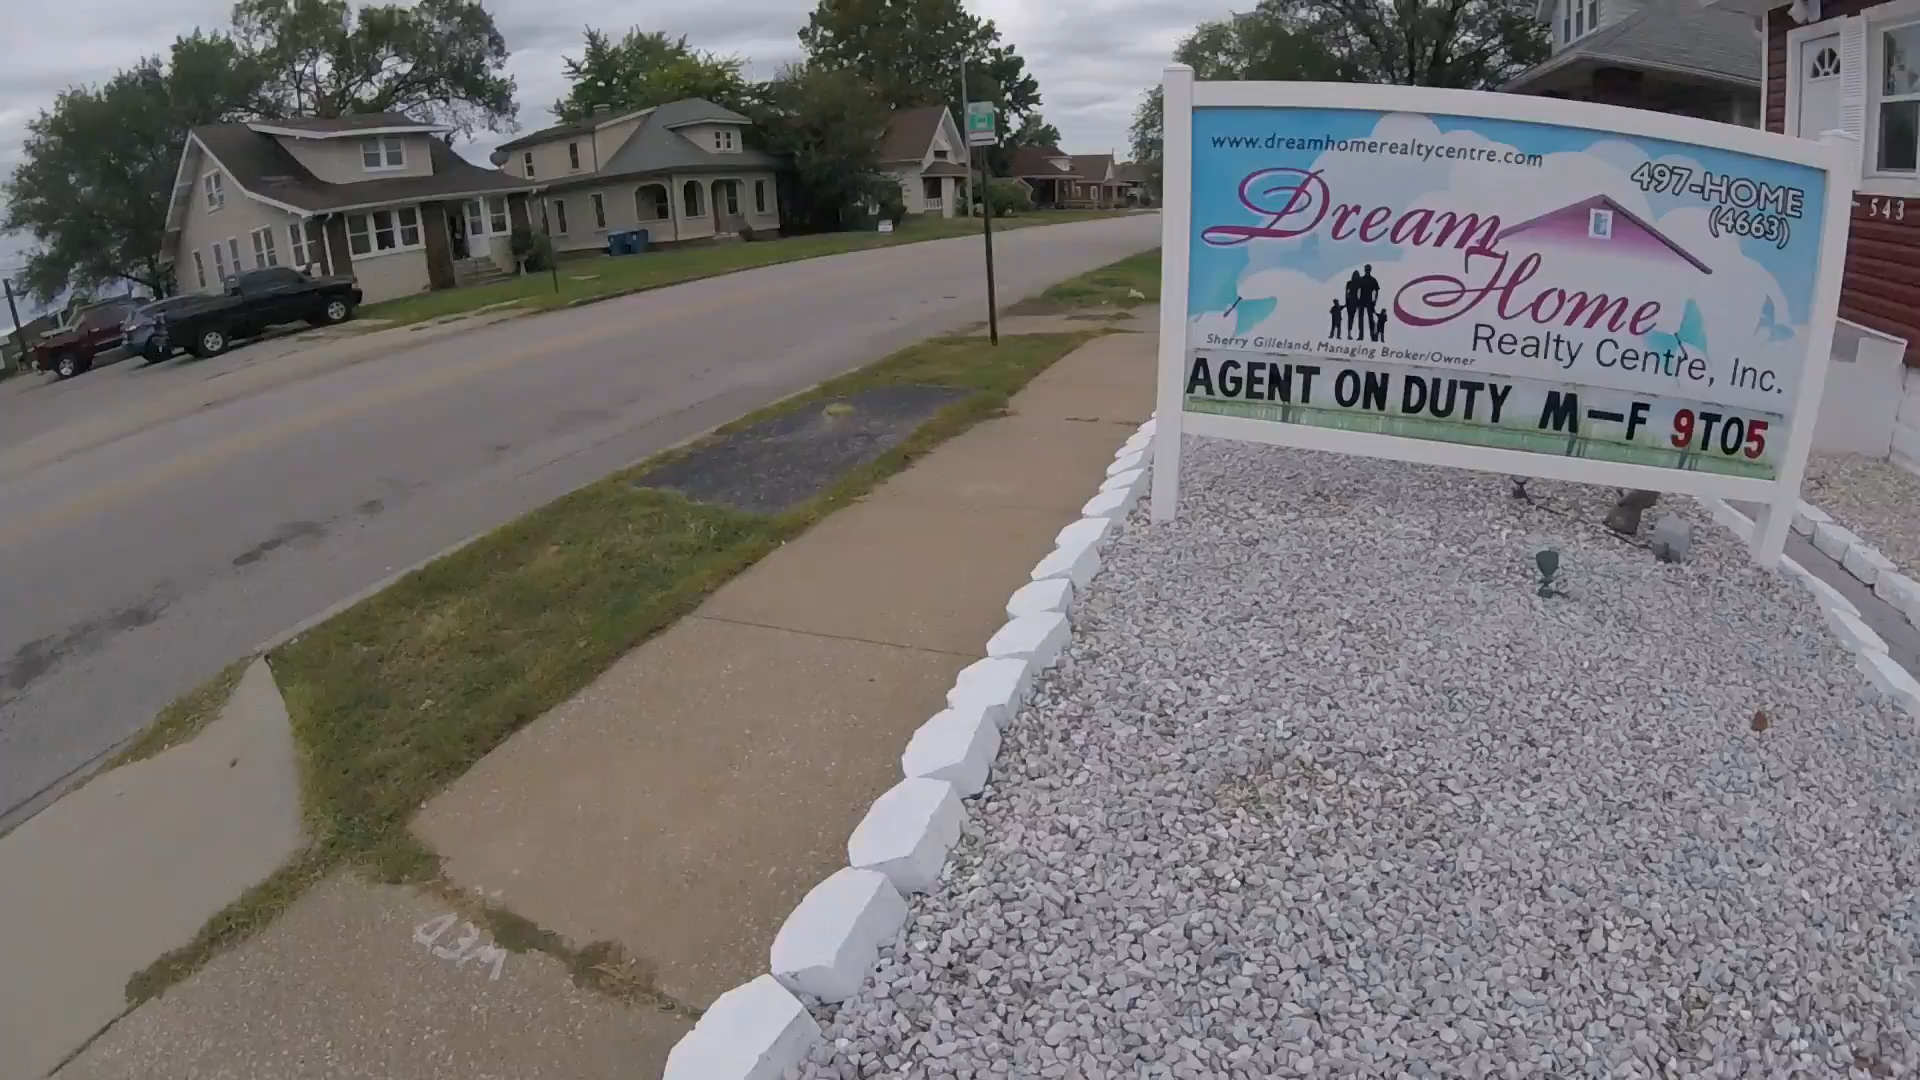 www.dreamhomerealtycentre.com
497-HOME
(4663)
Dream
Home
Realty Centre, Inc.
Sherry Gilleland, Managing Broker/Owner
AGENT ON DUTY M-F 9TO5
543